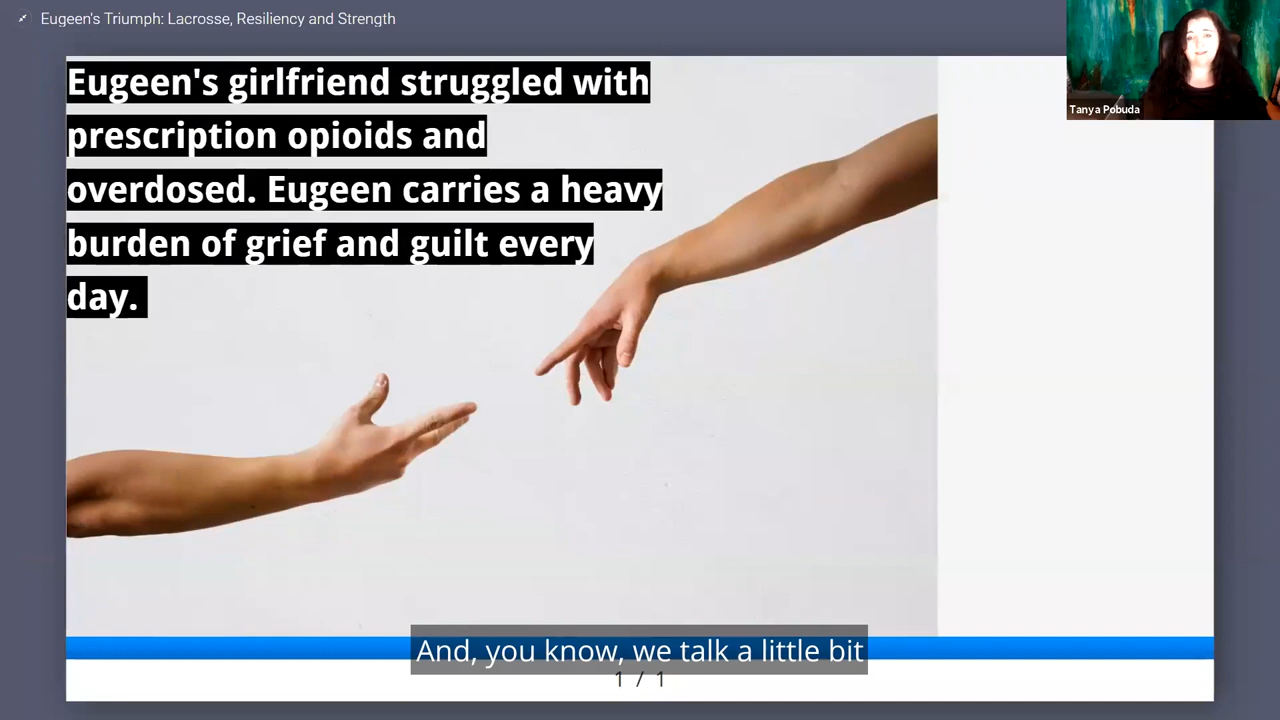 Eugeen's Triumph: Lacrosse, Resiliency and Strength
Eugeen's girlfriend struggled with
prescription opioids and
overdosed. Eugeen carries a heavy
burden of grief and guilt every
day.
Tanya Pobuda
And, you know, we talk a little bit
1 / 1